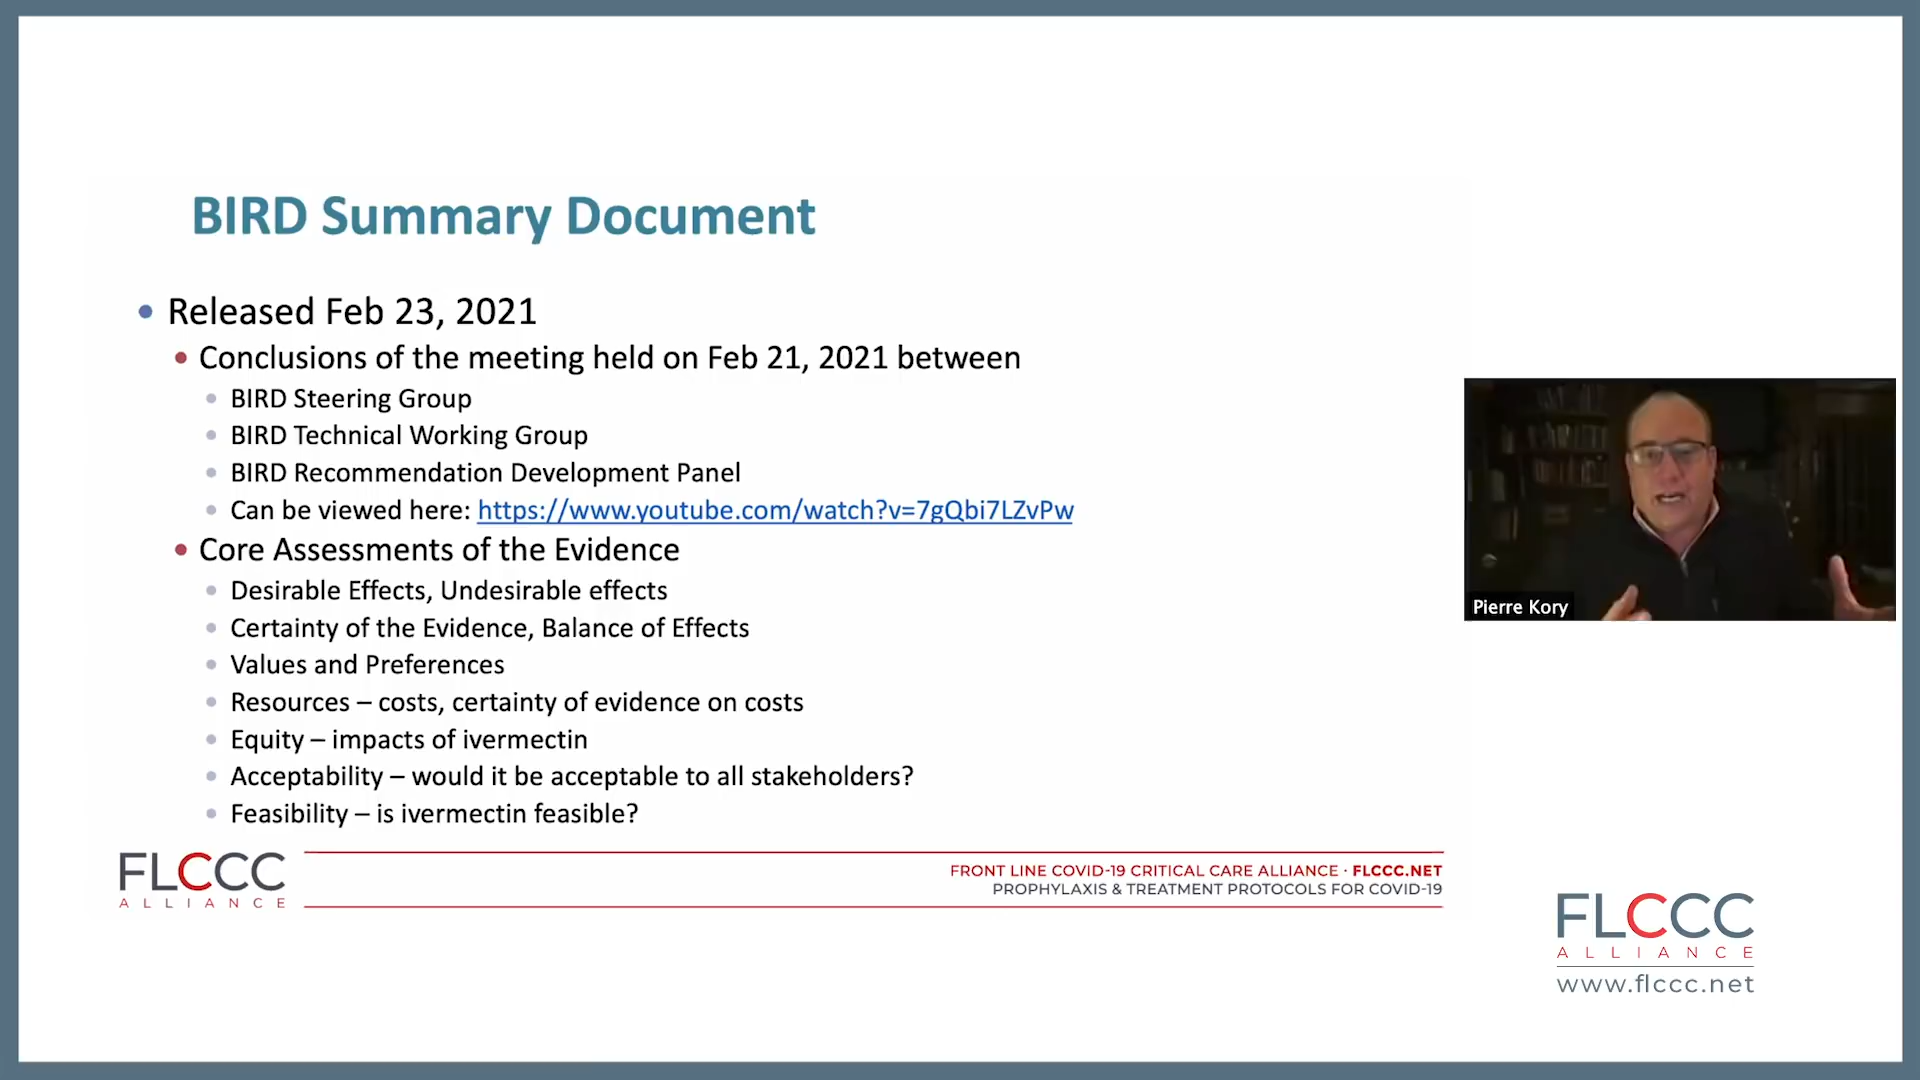 BIRD Summary Document
Released Feb 23, 2021
Conclusions of the meeting held on Feb 21, 2021 between
BIRD Steering Group
BIRD Technical Working Group
BIRD Recommendation Development Panel
Can be viewed here: https://www.youtube.com/watch?v=7gQbi7LZvPw
Core Assessments of the Evidence
Desirable Effects, Undesirable effects
Certainty of the Evidence, Balance of Effects
Values and Preferences
Resources – costs, certainty of evidence on costs
Equity – impacts of ivermectin
Acceptability – would it be acceptable to all stakeholders?
Feasibility – is ivermectin feasible?
FLCCC
ALLIANCE
FRONT LINE COVID-19 CRITICAL CARE ALLIANCE · FLCCC.NET
PROPHYLAXIS & TREATMENT PROTOCOLS FOR COVID-19
Pierre Kory
FLCCC
ALLIANCE
www.flccc.net